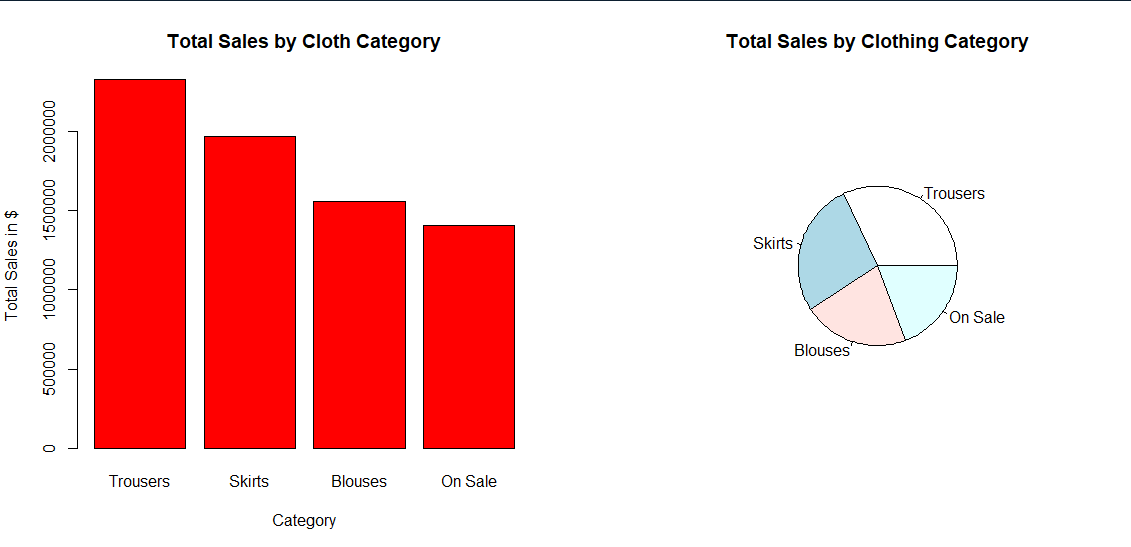 Total Sales by Cloth Category
Total Sales in $
2000000
1500000
1000000
500000
0
Trousers Skirts Blouses On Sale
Category
Total Sales by Clothing Category
Trousers
Skirts
On Sale
Blouses